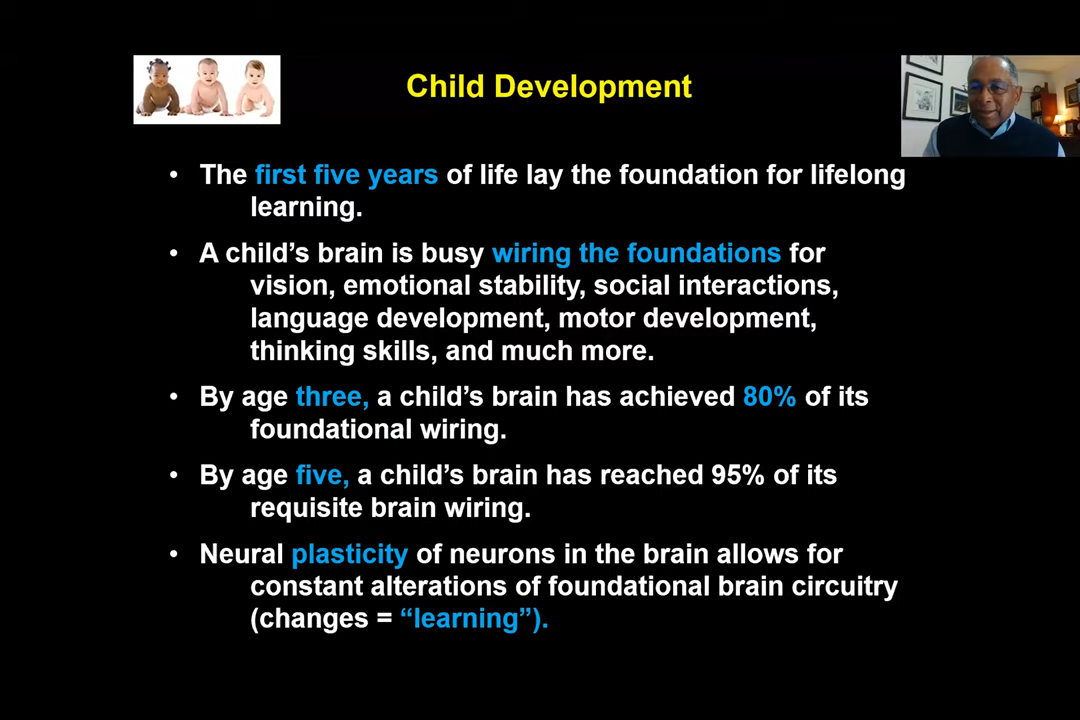 Child Development
• The first five years of life lay the foundation for lifelong
learning.
• A child’s brain is busy wiring the foundations for
vision, emotional stability, social interactions,
language development, motor development,
thinking skills, and much more.
• By age three, a child’s brain has achieved 80% of its
foundational wiring.
• By age five, a child’s brain has reached 95% of its
requisite brain wiring.
• Neural plasticity of neurons in the brain allows for
constant alterations of foundational brain circuitry
(changes = “learning”).